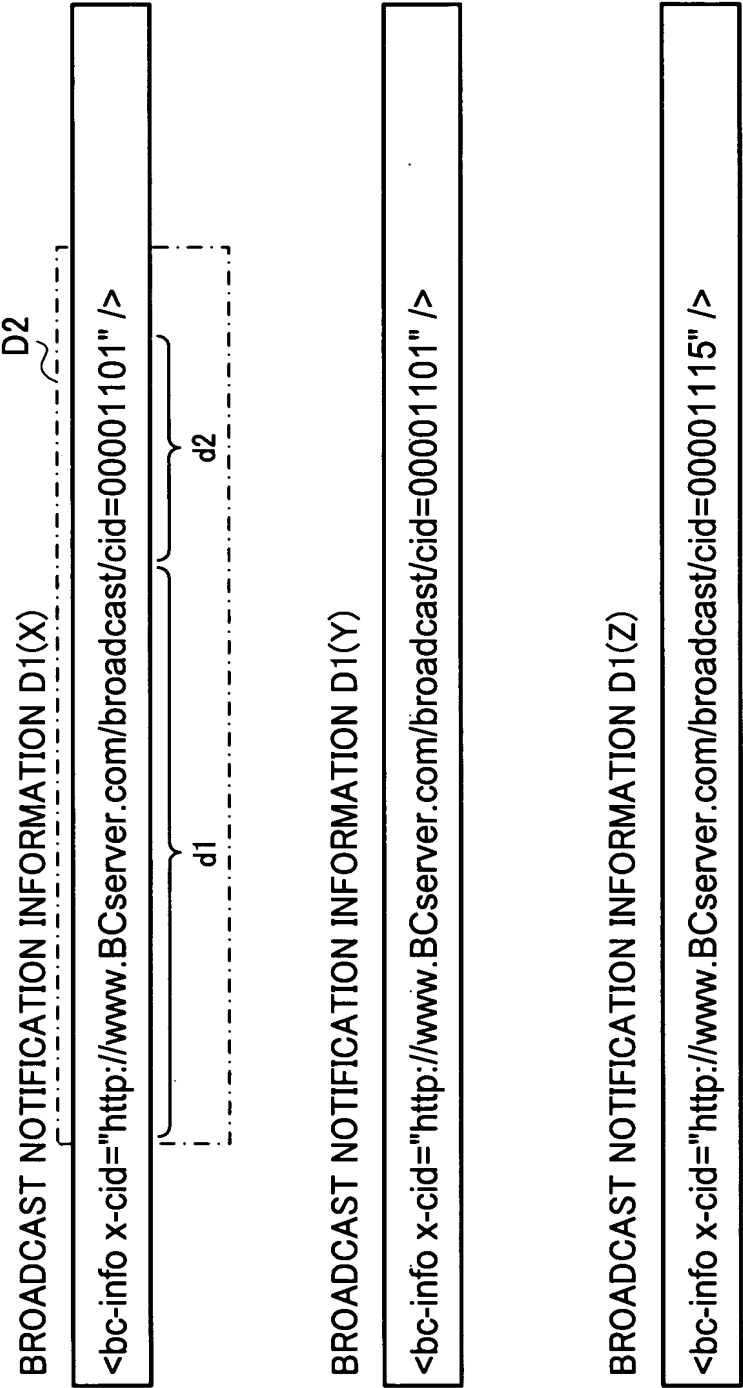 BROADCAST NOTIFICATION INFORMATION D1(X)
D2
<bc-info x-cid="http://www.BCserver.com/broadcast/cid=00001101" />
d1
d2
BROADCAST NOTIFICATION INFORMATION D1(Y)
<bc-info x-cid="http://www.BCserver.com/broadcast/cid=00001101" />
BROADCAST NOTIFICATION INFORMATION D1(Z)
<bc-info x-cid="http://www.BCserver.com/broadcast/cid=00001115" />